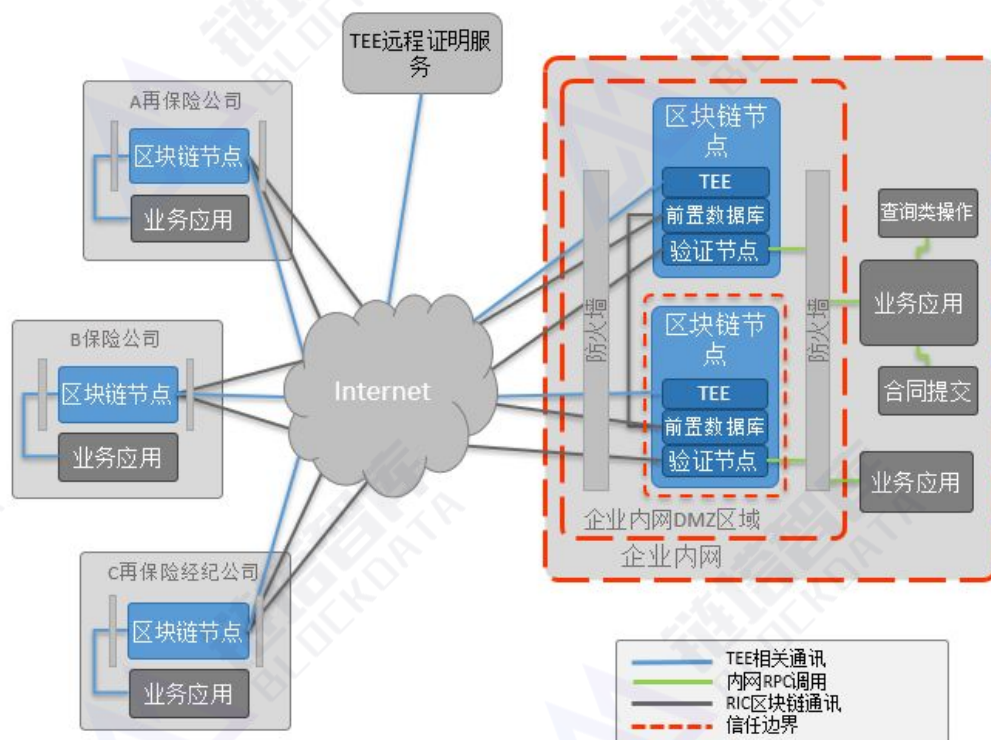 TEE远程证明服
务
A再保险公司
区块链节点
业务应用
B保险公司
区块链节点
业务应用
C再保险经纪公司
区块链节点
业务应用
Internet
防火墙
区块链节
点
TEE
前置数据库
验证节点
区块链节
点
TEE
前置数据库
验证节点
防火墙
企业内网DMZ区域
企业内网
查询类操作
业务应用
合同提交
业务应用
TEE相关通讯
内网RPC调用
RIC区块链通讯
信任边界
链塔智库
BLOCKDATA